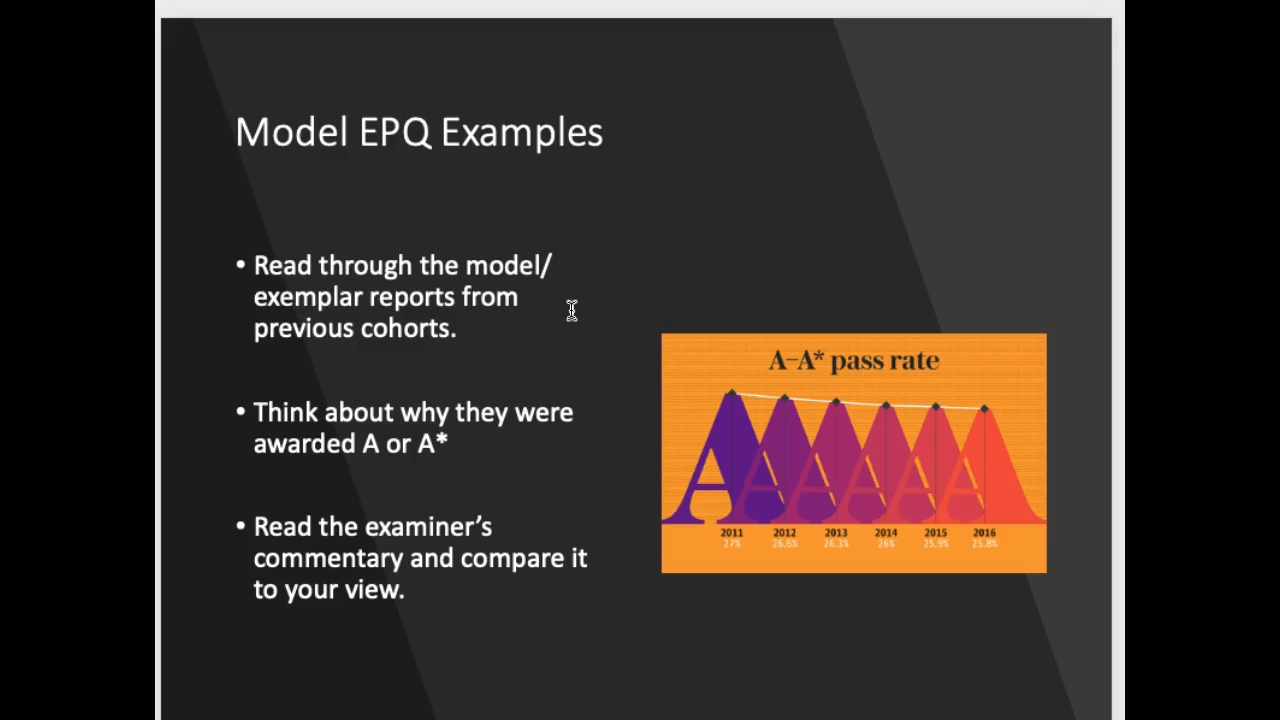 Model EPQ Examples
• Read through the model/
exemplar reports from
previous cohorts.
• Think about why they were
awarded A or A*
• Read the examiner’s
commentary and compare it
to your view.
A–A* pass rate
A A A A A A
2011 2012 2013 2014 2015 2016
27% 26.6% 26.3% 26% 25.9% 25.8%